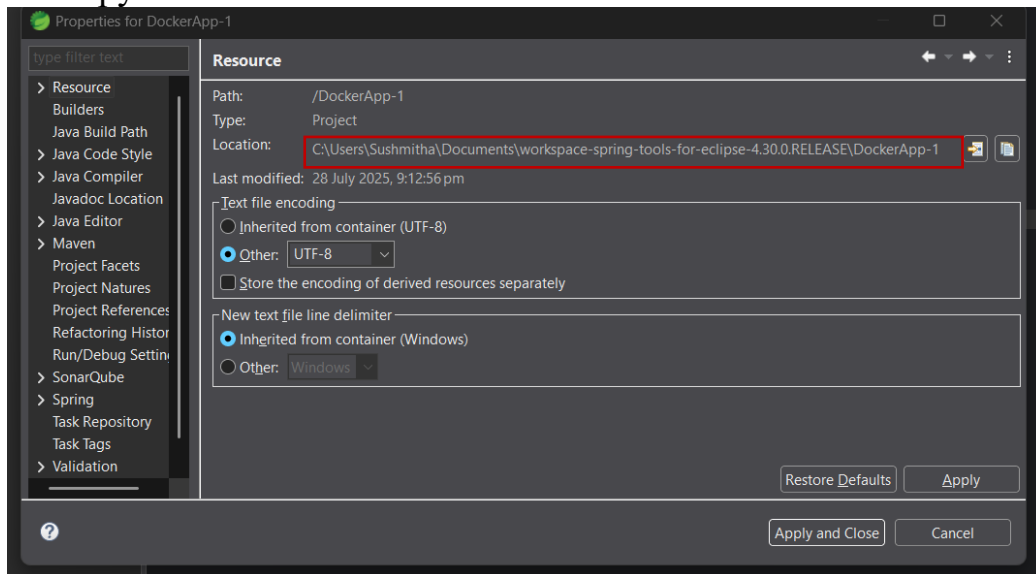 Properties for DockerApp-1
type filter text
Resource
Builders
Java Build Path
Java Code Style
Java Compiler
Javadoc Location
Java Editor
Maven
Project Facets
Project Natures
Project References
Refactoring Histor
Run/Debug Settin
SonarQube
Spring
Task Repository
Task Tags
Validation
Resource
Path: /DockerApp-1
Type: Project
Location: C:\Users\Sushmitha\Documents\workspace-spring-tools-for-eclipse-4.30.0.RELEASE\DockerApp-1
Last modified: 28 July 2025, 9:12:56 pm
Text file encoding
Inherited from container (UTF-8)
Other: UTF-8
Store the encoding of derived resources separately
New text file line delimiter
Inherited from container (Windows)
Other: Windows
Restore Defaults Apply
Apply and Close Cancel